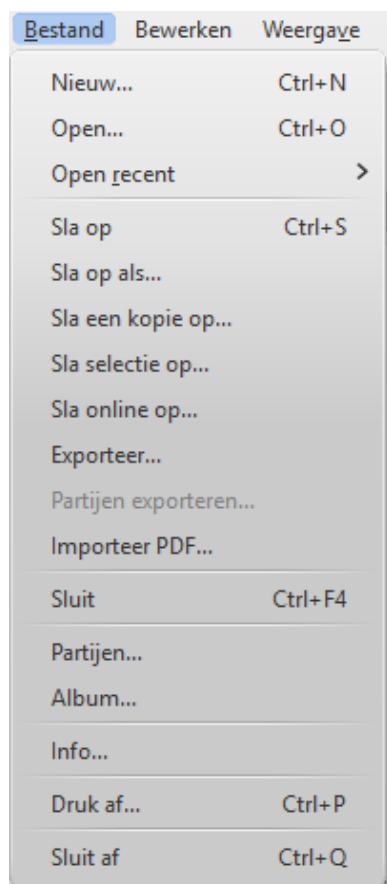 Bestand Bewerken Weergave
Nieuw... Ctrl+N
Open... Ctrl+O
Open recent >
Sla op Ctrl+S
Sla op als...
Sla een kopie op...
Sla selectie op...
Sla online op...
Exporteer...
Partijen exporteren...
Importeer PDF...
Sluit Ctrl+F4
Partijen...
Album...
Info...
Druk af... Ctrl+P
Sluit af Ctrl+Q